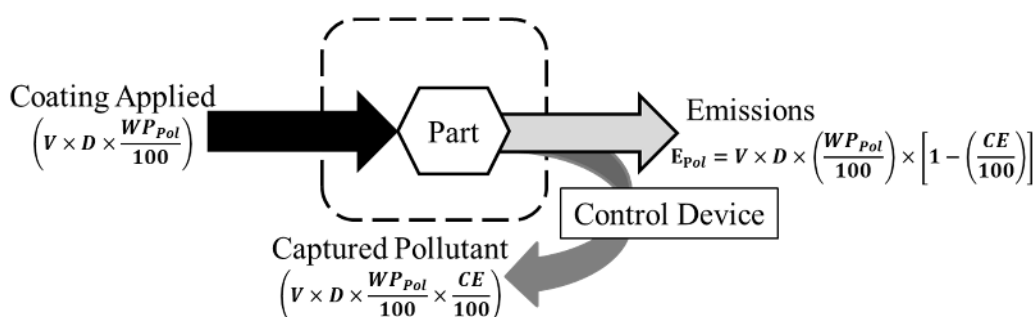 Coating Applied
(V × D × WP_Pol/100)
Part
Emissions
E_Pol = V × D × (WP_Pol/100) × [1 − (CE/100)]
Control Device
Captured Pollutant
(V × D × WP_Pol/100 × CE/100)